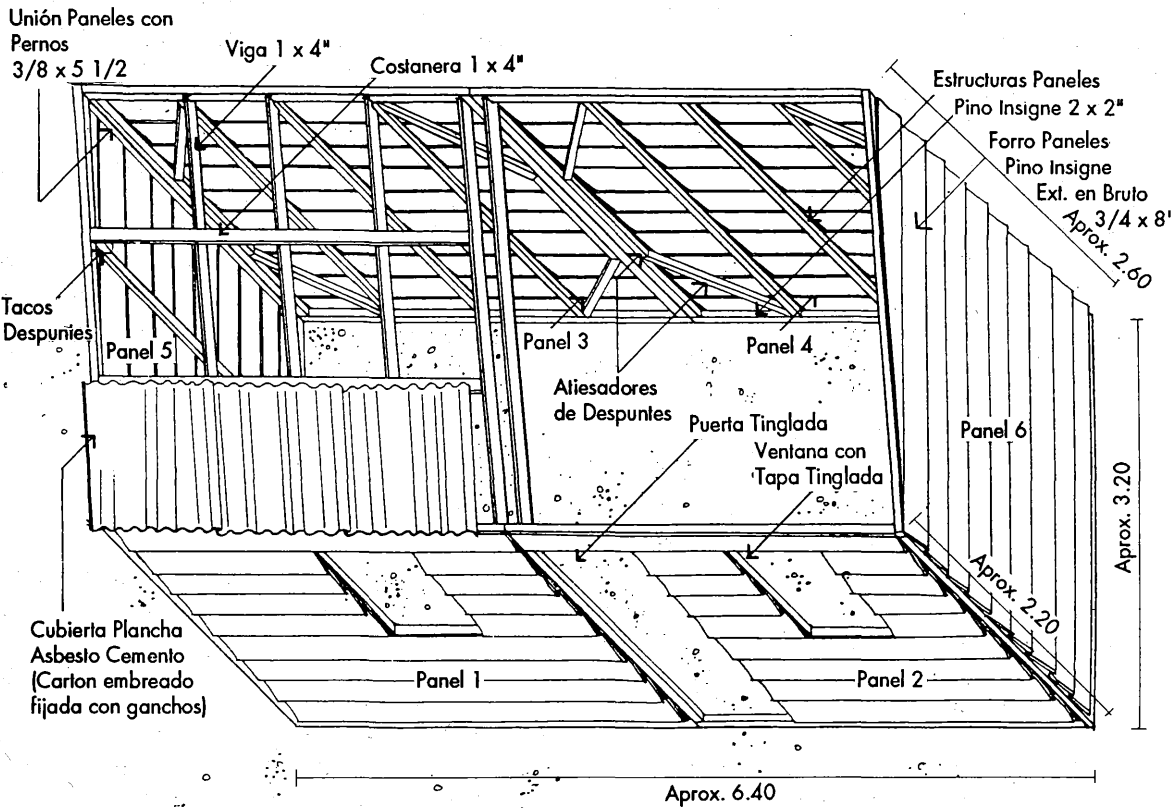 Unión Paneles con
Pernos
3/8 x 5 1/2
Viga 1 x 4"
Costanera 1 x 4"
Estructuras Paneles
Pino Insigne 2 x 2"
Forro Paneles
Pino Insigne
Ext. en Bruto
3/4 x 8'
Aprox. 2.60
Tacos
Despuntes
Panel 5
Panel 3
Panel 4
Atiesadores
de Despuntes
Puerta Tinglada
Ventana con
Tapa Tinglada
Panel 6
Aprox. 3.20
Aprox. 2.20
Cubierta Plancha
Asbesto Cemento
(Carton embreado
fijada con ganchos)
Panel 1
Panel 2
Aprox. 6.40